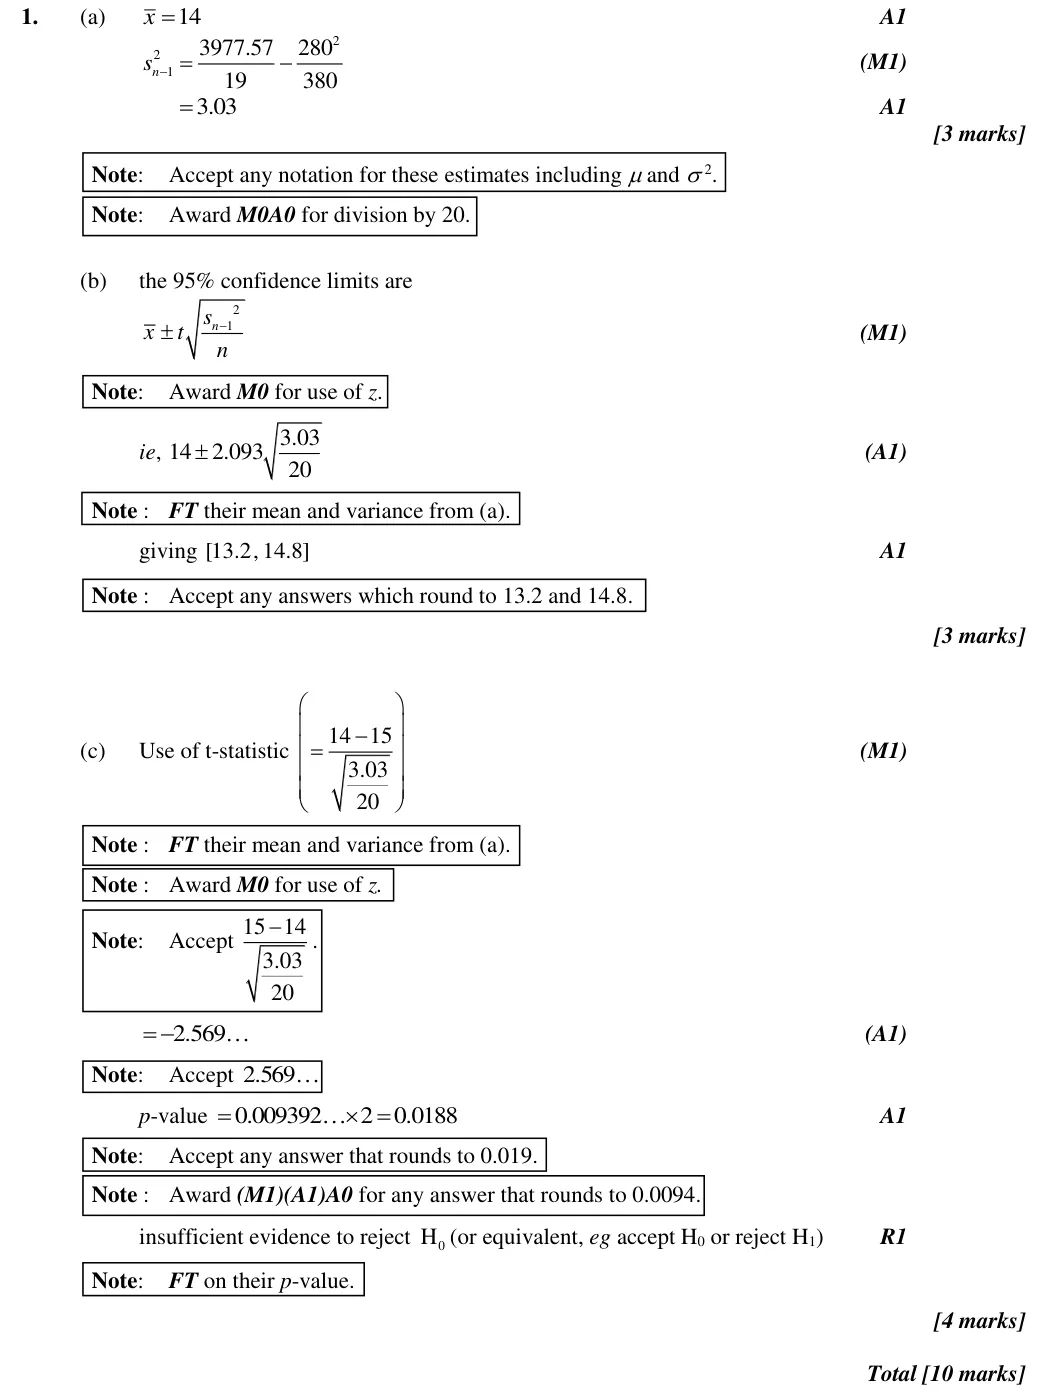 1. (a) x̄ = 14 A1
s²ₙ₋₁ = 3977.57/19 − 280²/380 (M1)
= 3.03 A1
[3 marks]
Note: Accept any notation for these estimates including μ and σ².
Note: Award M0A0 for division by 20.
(b) the 95% confidence limits are
x̄ ± t√(sₙ₋₁²/n) (M1)
Note: Award M0 for use of z.
ie, 14 ± 2.093√(3.03/20) (A1)
Note : FT their mean and variance from (a).
giving [13.2, 14.8] A1
Note : Accept any answers which round to 13.2 and 14.8.
[3 marks]
(c) Use of t-statistic (= (14 − 15)/√(3.03/20)) (M1)
Note : FT their mean and variance from (a).
Note : Award M0 for use of z.
Note: Accept (15 − 14)/√(3.03/20).
= −2.569… (A1)
Note: Accept 2.569…
p-value = 0.009392…× 2 = 0.0188 A1
Note: Accept any answer that rounds to 0.019.
Note : Award (M1)(A1)A0 for any answer that rounds to 0.0094.
insufficient evidence to reject H₀ (or equivalent, eg accept H₀ or reject H₁) R1
Note: FT on their p-value.
[4 marks]
Total [10 marks]